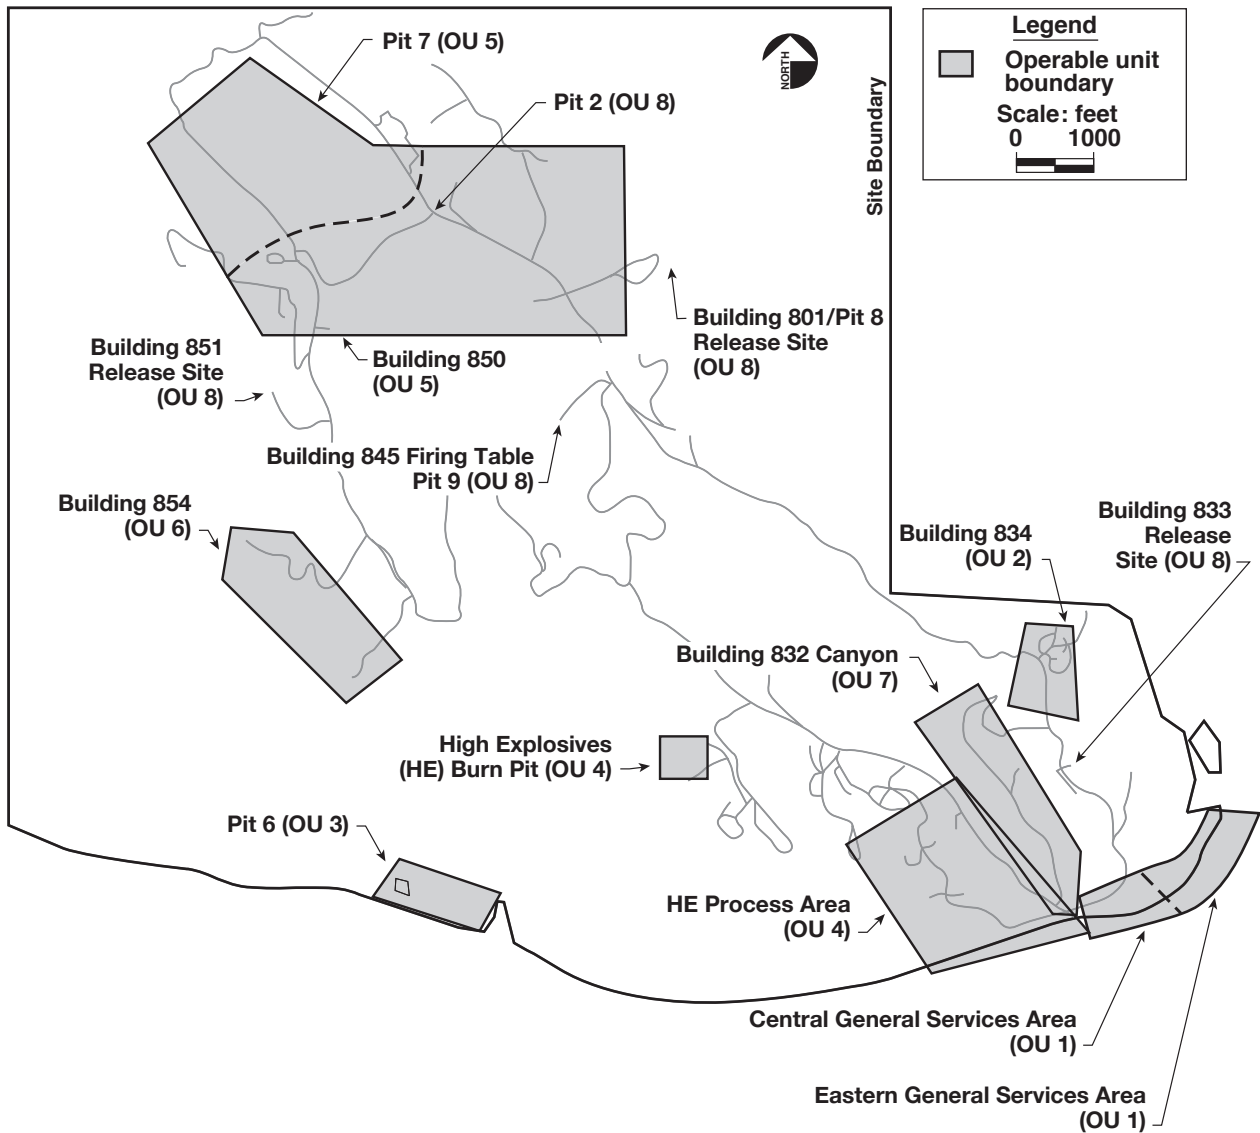 Pit 7 (OU 5)
Pit 2 (OU 8)
NORTH
Site Boundary
Legend
Operable unit
boundary
Scale: feet
0 1000
Building 801/Pit 8
Release Site
(OU 8)
Building 851
Release Site
(OU 8)
Building 850
(OU 5)
Building 845 Firing Table
Pit 9 (OU 8)
Building 854
(OU 6)
Building 834
(OU 2)
Building 833
Release
Site (OU 8)
Building 832 Canyon
(OU 7)
High Explosives
(HE) Burn Pit (OU 4)
Pit 6 (OU 3)
HE Process Area
(OU 4)
Central General Services Area
(OU 1)
Eastern General Services Area
(OU 1)